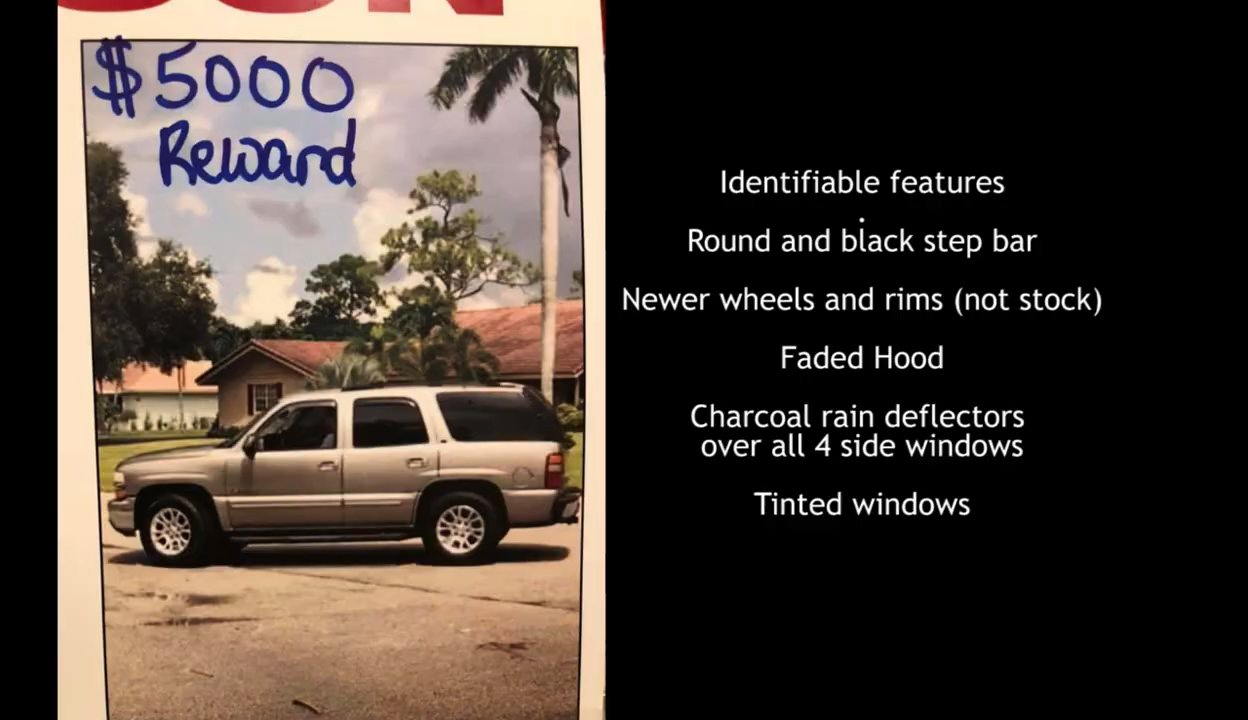 $5000
Reward
Identifiable features
Round and black step bar
Newer wheels and rims (not stock)
Faded Hood
Charcoal rain deflectors
over all 4 side windows
Tinted windows